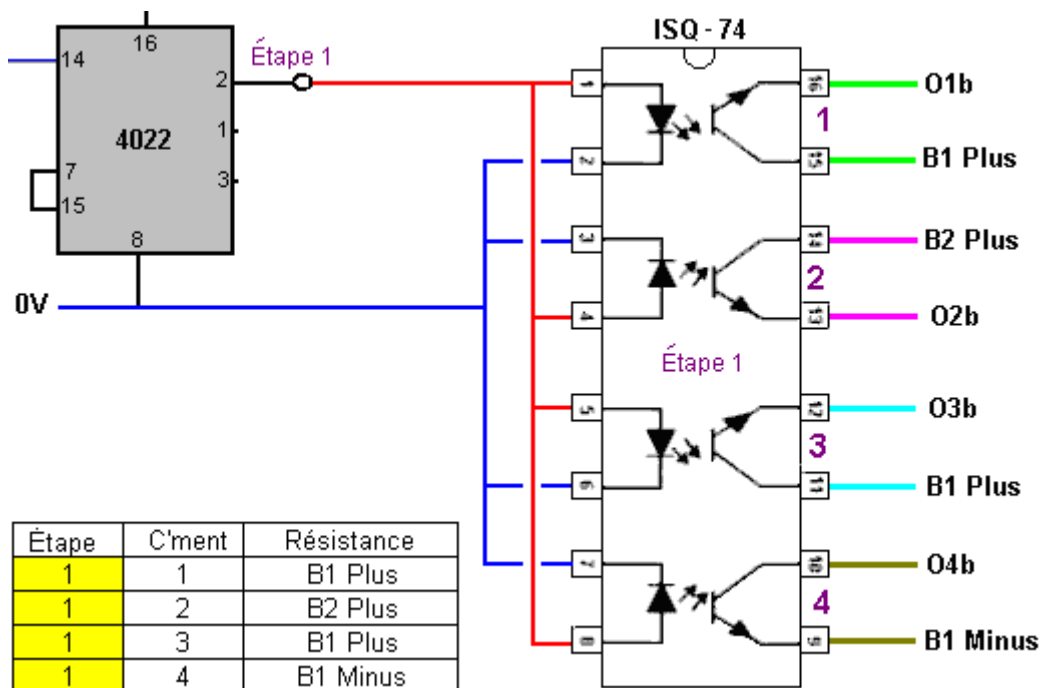 ISQ - 74
16
14
Étape 1
2
1
4022
7
3
15
8
0V
1
2
3
4
5
6
7
8
16
15
14
13
12
11
10
9
1
2
Étape 1
3
4
O1b
B1 Plus
B2 Plus
O2b
O3b
B1 Plus
O4b
B1 Minus
Étape C'ment Résistance
1 1 B1 Plus
1 2 B2 Plus
1 3 B1 Plus
1 4 B1 Minus